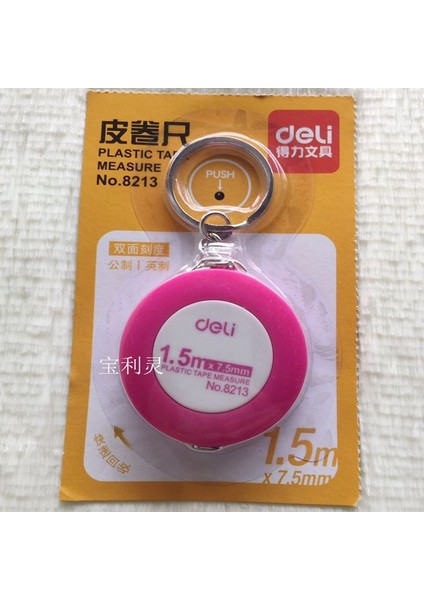 皮卷尺
PLASTIC TAPE
MEASURE
No.8213
deli
得力文具
PUSH
双面刻度
公制 | 英制
deli
1.5m x 7.5mm
PLASTIC TAPE MEASURE
No.8213
宝利灵
1.5m
x 7.5mm